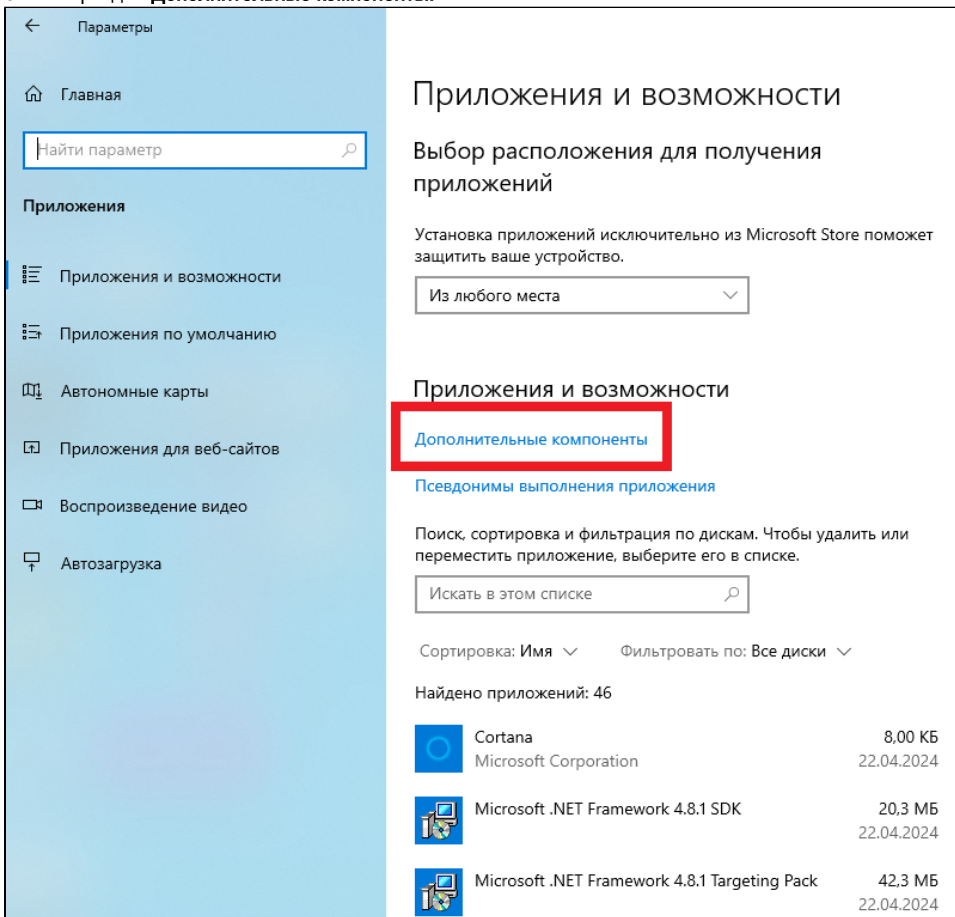 Дополнительные компоненты.
Параметры
Главная
Найти параметр
Приложения
Приложения и возможности
Приложения по умолчанию
Автономные карты
Приложения для веб-сайтов
Воспроизведение видео
Автозагрузка
Приложения и возможности
Выбор расположения для получения
приложений
Установка приложений исключительно из Microsoft Store поможет
защитить ваше устройство.
Из любого места
Приложения и возможности
Дополнительные компоненты
Псевдонимы выполнения приложения
Поиск, сортировка и фильтрация по дискам. Чтобы удалить или
переместить приложение, выберите его в списке.
Искать в этом списке
Сортировка: Имя Фильтровать по: Все диски
Найдено приложений: 46
Cortana 8,00 КБ
Microsoft Corporation 22.04.2024
Microsoft .NET Framework 4.8.1 SDK 20,3 МБ
22.04.2024
Microsoft .NET Framework 4.8.1 Targeting Pack 42,3 МБ
22.04.2024